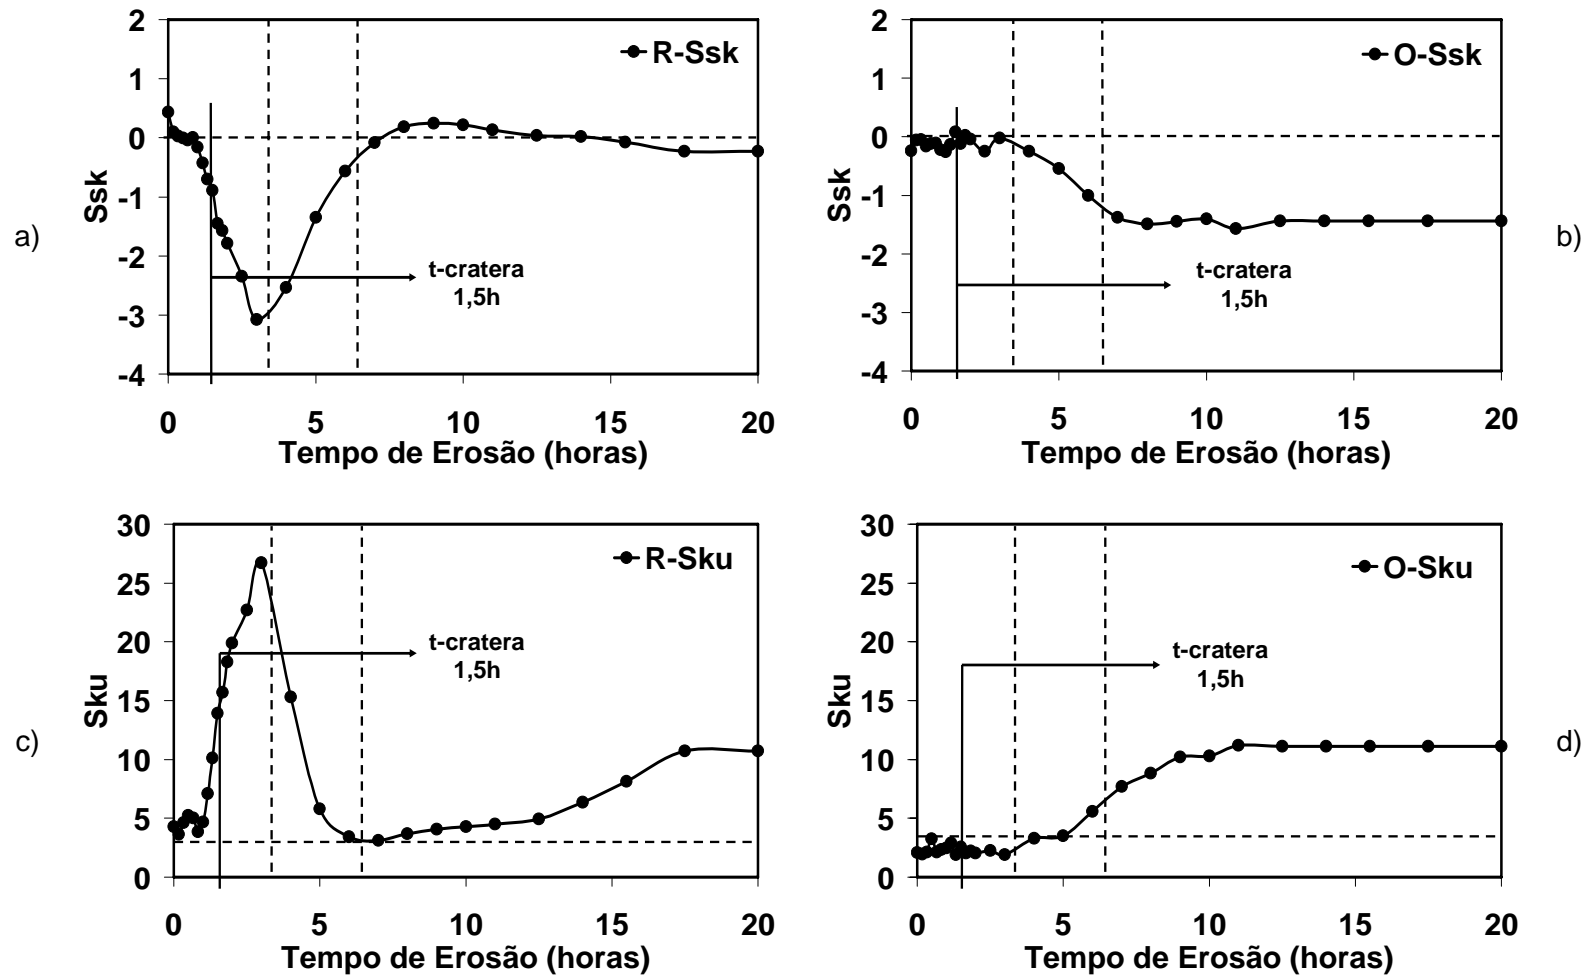 a)
Ssk
2
1
0
-1
-2
-3
-4
R-Ssk
t-cratera
1,5h
0 5 10 15 20
Tempo de Erosão (horas)
Ssk
2
1
0
-1
-2
-3
-4
O-Ssk
t-cratera
1,5h
0 5 10 15 20
Tempo de Erosão (horas)
b)
c)
Sku
30
25
20
15
10
5
0
R-Sku
t-cratera
1,5h
0 5 10 15 20
Tempo de Erosão (horas)
Sku
30
25
20
15
10
5
0
O-Sku
t-cratera
1,5h
0 5 10 15 20
Tempo de Erosão (horas)
d)